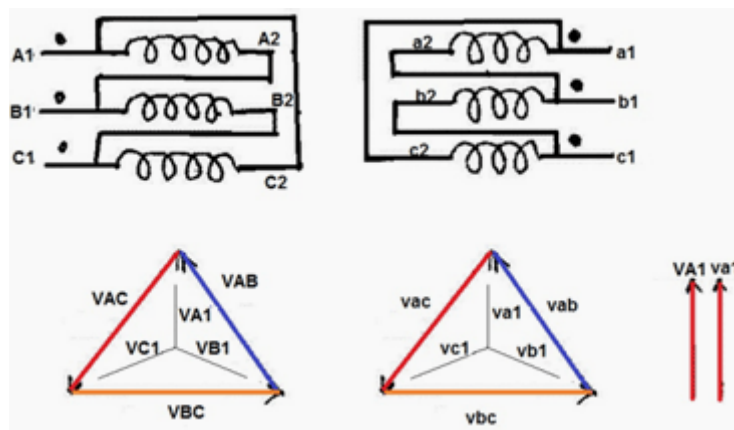 A1 A2 a2 a1
B1' B2 b2 b1
C1 C2 c2 c1
VAC VAB VA1 VC1 VB1 VBC
vac vab va1 vc1 vb1 vbc
VA1 va1